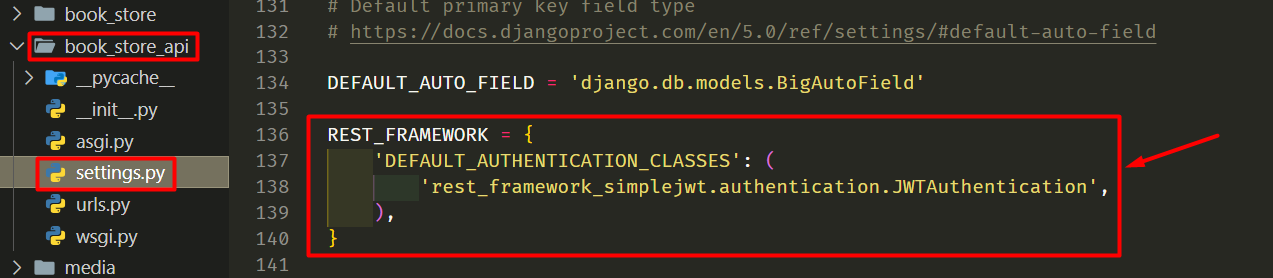 book_store
book_store_api
__pycache__
__init__.py
asgi.py
settings.py
urls.py
wsgi.py
media
131 # Default primary key field type
132 # https://docs.djangoproject.com/en/5.0/ref/settings/#default-auto-field
133
134 DEFAULT_AUTO_FIELD = 'django.db.models.BigAutoField'
135
136 REST_FRAMEWORK = {
137     'DEFAULT_AUTHENTICATION_CLASSES': (
138         'rest_framework_simplejwt.authentication.JWTAuthentication',
139     ),
140 }
141